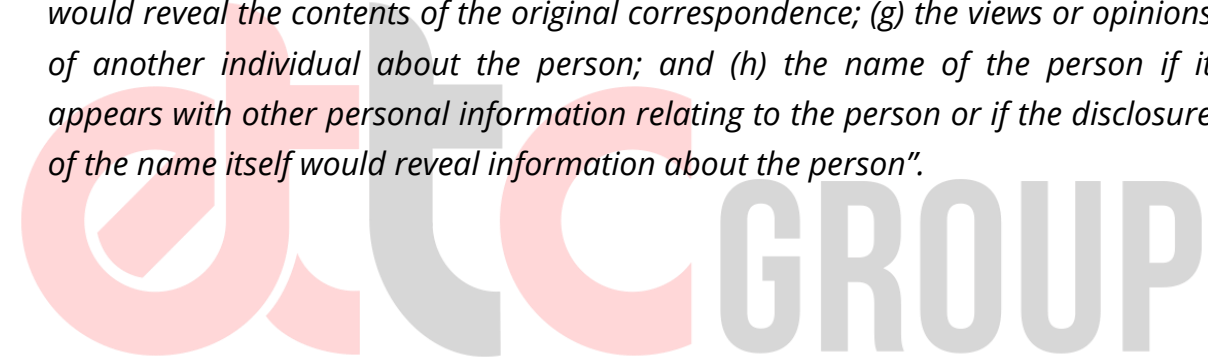 would reveal the contents of the original correspondence; (g) the views or opinions
of another individual about the person; and (h) the name of the person if it
appears with other personal information relating to the person or if the disclosure
of the name itself would reveal information about the person”.
atc GROUP